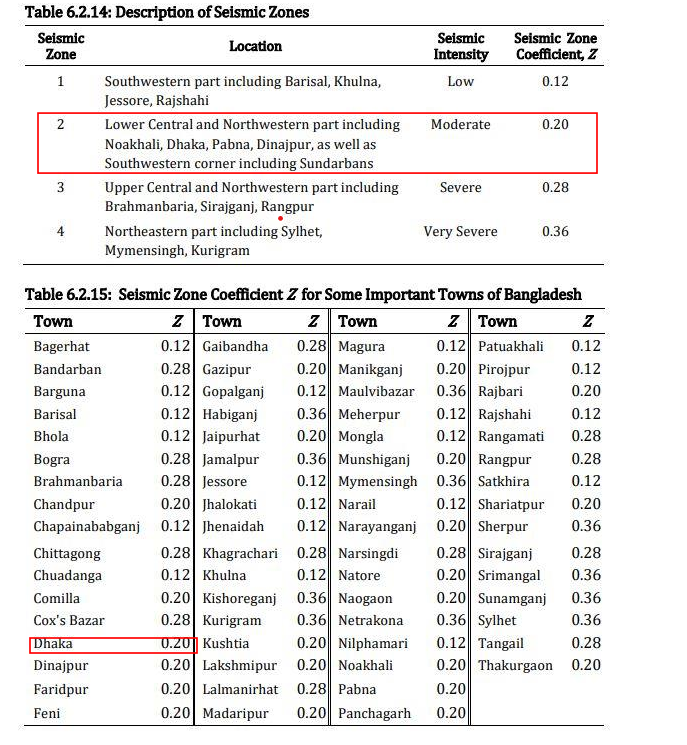 Table 6.2.14: Description of Seismic Zones
Seismic Zone Location Seismic Intensity Seismic Zone Coefficient, Z
1 Southwestern part including Barisal, Khulna, Low 0.12
Jessore, Rajshahi
2 Lower Central and Northwestern part including Moderate 0.20
Noakhali, Dhaka, Pabna, Dinajpur, as well as
Southwestern corner including Sundarbans
3 Upper Central and Northwestern part including Severe 0.28
Brahmanbaria, Sirajganj, Rangpur
4 Northeastern part including Sylhet, Very Severe 0.36
Mymensingh, Kurigram
Table 6.2.15: Seismic Zone Coefficient Z for Some Important Towns of Bangladesh
Town Z Town Z Town Z Town Z
Bagerhat 0.12 Gaibandha 0.28 Magura 0.12 Patuakhali 0.12
Bandarban 0.28 Gazipur 0.20 Manikganj 0.20 Pirojpur 0.12
Barguna 0.12 Gopalganj 0.12 Maulvibazar 0.36 Rajbari 0.20
Barisal 0.12 Habiganj 0.36 Meherpur 0.12 Rajshahi 0.12
Bhola 0.12 Jaipurhat 0.20 Mongla 0.12 Rangamati 0.28
Bogra 0.28 Jamalpur 0.36 Munshiganj 0.20 Rangpur 0.28
Brahmanbaria 0.28 Jessore 0.12 Mymensingh 0.36 Satkhira 0.12
Chandpur 0.20 Jhalokati 0.12 Narail 0.12 Shariatpur 0.20
Chapainababganj 0.12 Jhenaidah 0.12 Narayanganj 0.20 Sherpur 0.36
Chittagong 0.28 Khagrachari 0.28 Narsingdi 0.28 Sirajganj 0.28
Chuadanga 0.12 Khulna 0.12 Natore 0.20 Srimangal 0.36
Comilla 0.20 Kishoreganj 0.36 Naogaon 0.20 Sunamganj 0.36
Cox's Bazar 0.28 Kurigram 0.36 Netrakona 0.36 Sylhet 0.36
Dhaka 0.20 Kushtia 0.20 Nilphamari 0.12 Tangail 0.28
Dinajpur 0.20 Lakshmipur 0.20 Noakhali 0.20 Thakurgaon 0.20
Faridpur 0.20 Lalmanirhat 0.28 Pabna 0.20
Feni 0.20 Madaripur 0.20 Panchagarh 0.20